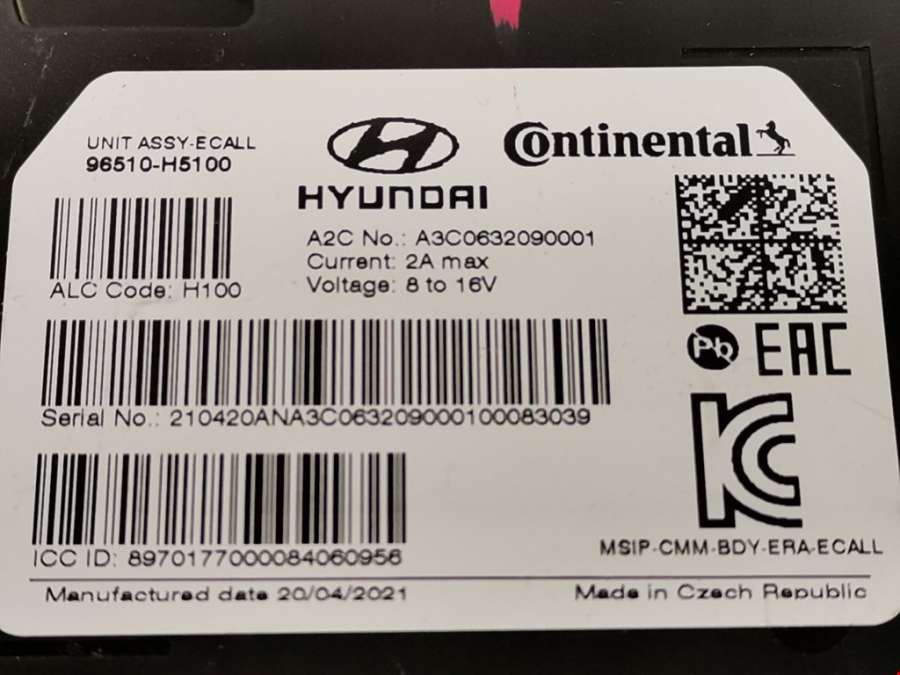 UNIT ASSY-ECALL
96510-H5100
HYUNDAI
Continental
A2C No.: A3C0632090001
Current: 2A max
Voltage: 8 to 16V
ALC Code: H100
Pb
EAC
Serial No.: 210420ANA3C063209000100083039
KC
ICC ID: 89701770000084060956
MSIP-CMM-BDY-ERA-ECALL
Manufactured date 20/04/2021
Made in Czech Republic